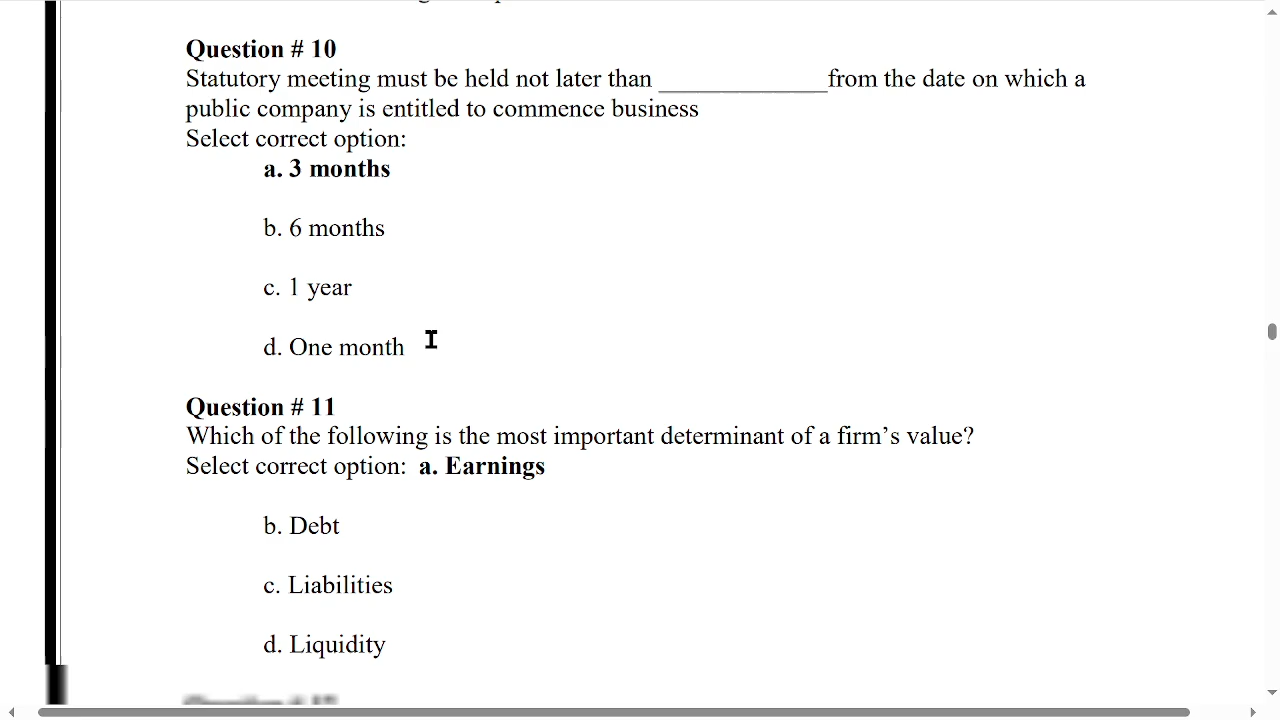 Question # 10
Statutory meeting must be held not later than _____________from the date on which a
public company is entitled to commence business
Select correct option:
a. 3 months
b. 6 months
c. 1 year
d. One month
Question # 11
Which of the following is the most important determinant of a firm's value?
Select correct option: a. Earnings
b. Debt
c. Liabilities
d. Liquidity